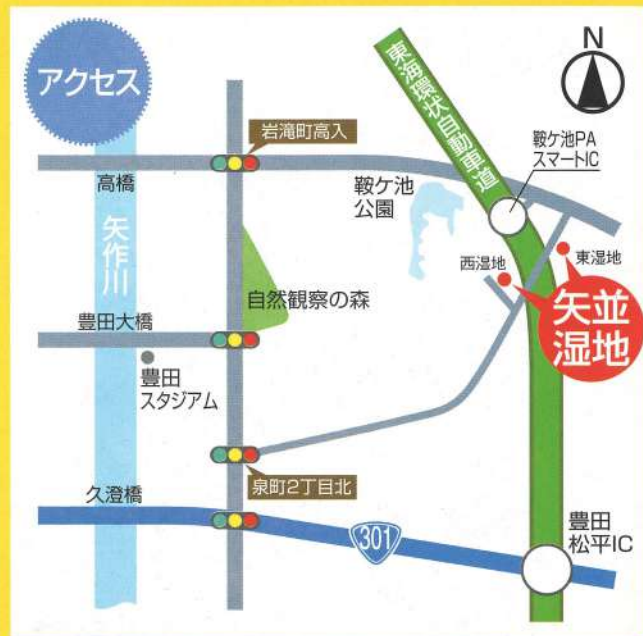 アクセス
N
東海環状自動車道
岩滝町高入
鞍ケ池PA
スマートIC
高橋
鞍ケ池
公園
矢作川
西湿地
東湿地
自然観察の森
矢並
湿地
豊田大橋
豊田
スタジアム
泉町2丁目北
久澄橋
301
豊田
松平IC